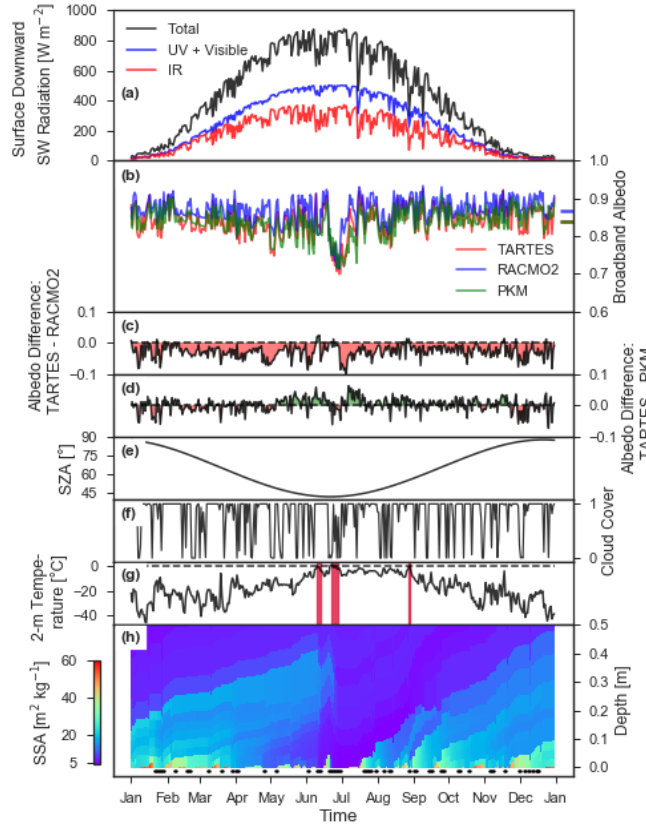 1000
800
600
400
200
0
Surface Downward
SW Radiation [W m⁻²]
Total
UV + Visible
IR
(a)
1.0
0.9
0.8
0.7
0.6
Broadband Albedo
(b)
TARTES
RACMO2
PKM
0.1
0.0
−0.1
Albedo Difference:
TARTES - RACMO2
(c)
0.1
0.0
−0.1
Albedo Difference:
TARTES - PKM
(d)
90
75
60
45
SZA [°]
(e)
1
0
Cloud Cover
(f)
0
−20
−40
2-m Tempe-
rature [°C]
(g)
(h)
60
40
20
5
SSA [m² kg⁻¹]
0.5
0.4
0.3
0.2
0.1
0.0
Depth [m]
Jan Feb Mar Apr May Jun Jul Aug Sep Oct Nov Dec Jan
Time